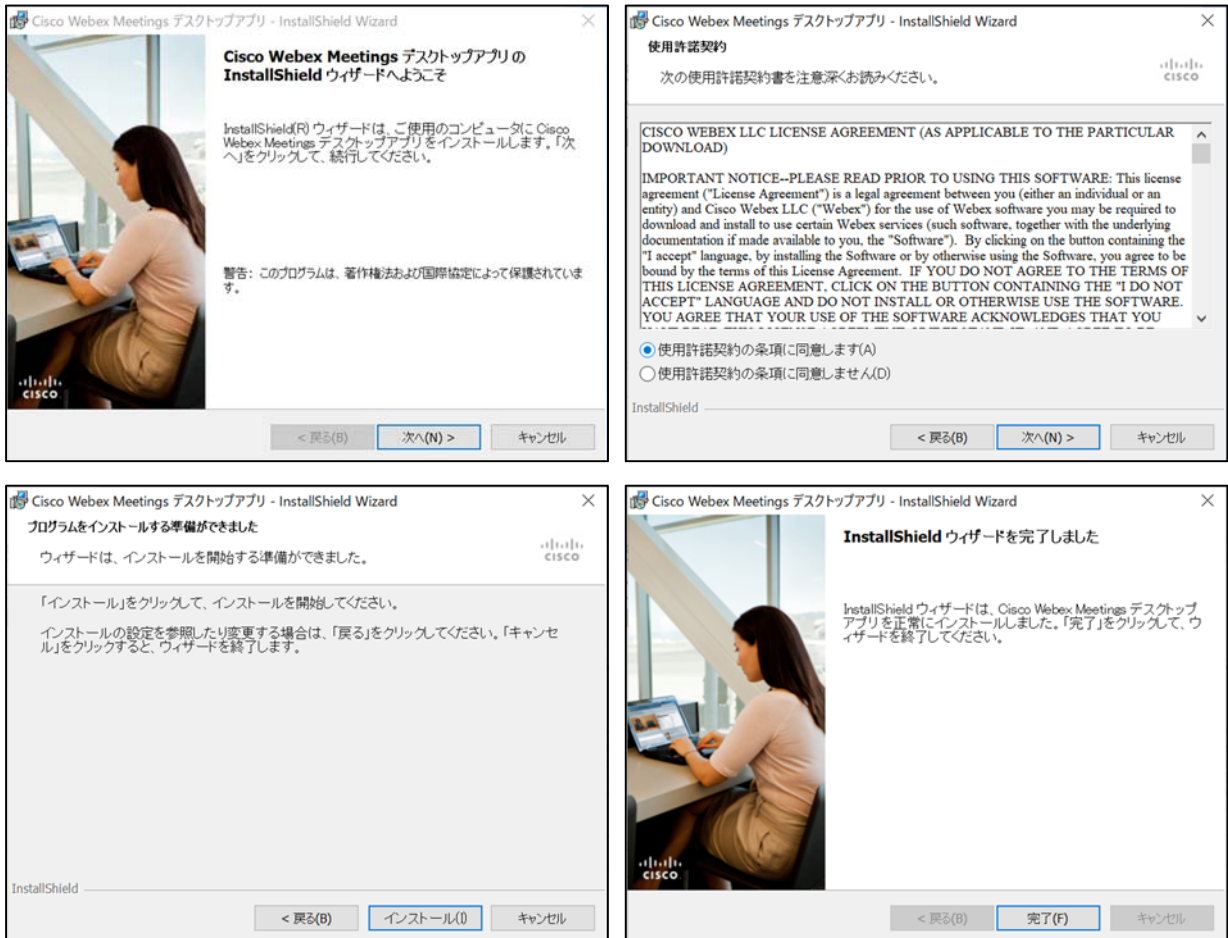 Cisco Webex Meetings デスクトップアプリ - InstallShield Wizard
Cisco Webex Meetings デスクトップアプリ の
InstallShield ウィザードへようこそ
InstallShield(R) ウィザードは、ご使用のコンピュータに Cisco
Webex Meetings デスクトップアプリ をインストールします。「次
へ」をクリックして、続行してください。
警告: このプログラムは、著作権法および国際協定によって保護されていま
す。
CISCO
< 戻る(B)
次へ(N) >
キャンセル
Cisco Webex Meetings デスクトップアプリ - InstallShield Wizard
使用許諾契約
次の使用許諾契約書を注意深くお読みください。
CISCO
CISCO WEBEX LLC LICENSE AGREEMENT (AS APPLICABLE TO THE PARTICULAR
DOWNLOAD)
IMPORTANT NOTICE--PLEASE READ PRIOR TO USING THIS SOFTWARE: This license
agreement ("License Agreement") is a legal agreement between you (either an individual or an
entity) and Cisco Webex LLC ("Webex") for the use of Webex software you may be required to
download and install to use certain Webex services (such software, together with the underlying
documentation if made available to you, the "Software"). By clicking on the button containing the
"I accept" language, by installing the Software or by otherwise using the Software, you agree to be
bound by the terms of this License Agreement. IF YOU DO NOT AGREE TO THE TERMS OF
THIS LICENSE AGREEMENT, CLICK ON THE BUTTON CONTAINING THE "I DO NOT
ACCEPT" LANGUAGE AND DO NOT INSTALL OR OTHERWISE USE THE SOFTWARE.
YOU AGREE THAT YOUR USE OF THE SOFTWARE ACKNOWLEDGES THAT YOU
使用許諾契約の条項に同意します(A)
使用許諾契約の条項に同意しません(D)
InstallShield
< 戻る(B)
次へ(N) >
キャンセル
Cisco Webex Meetings デスクトップアプリ - InstallShield Wizard
プログラムをインストールする準備ができました
ウィザードは、インストールを開始する準備ができました。
CISCO
「インストール」をクリックして、インストールを開始してください。
インストールの設定を参照したり変更する場合は、「戻る」をクリックしてください。「キャンセ
ル」をクリックすると、ウィザードを終了します。
InstallShield
< 戻る(B)
インストール(I)
キャンセル
Cisco Webex Meetings デスクトップアプリ - InstallShield Wizard
InstallShield ウィザードを完了しました
InstallShield ウィザードは、Cisco Webex Meetings デスクトップ
アプリ を正常にインストールしました。「完了」をクリックして、ウ
ィザードを終了してください。
CISCO
< 戻る(B)
完了(F)
キャンセル